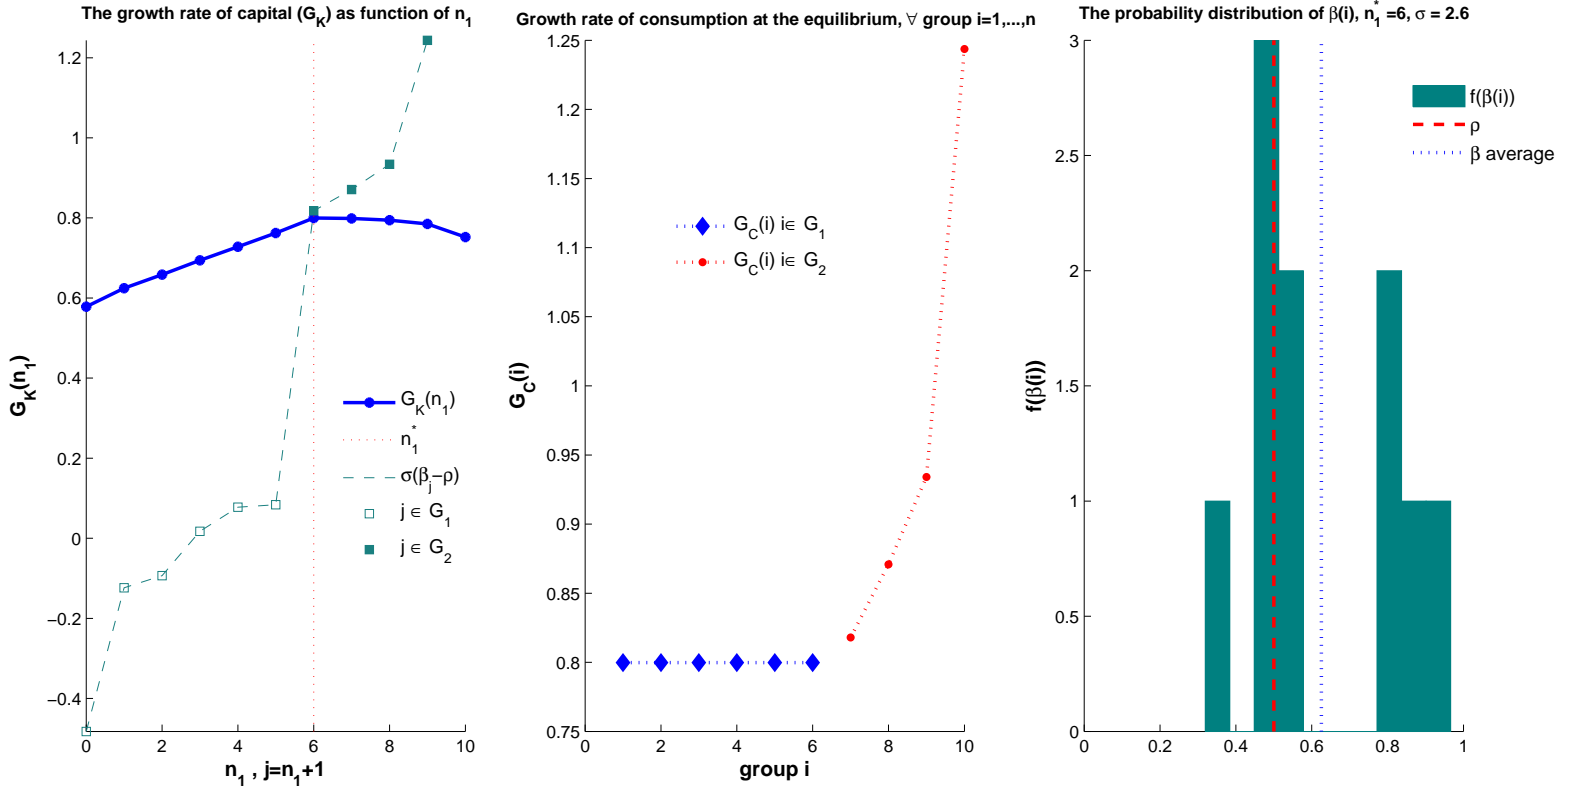 The growth rate of capital (G_K) as function of n_1
1.2
1
0.8
0.6
0.4
0.2
0
−0.2
−0.4
0
2
4
6
8
10
G_K(n_1)
n_1 , j=n_1+1
G_K(n_1)
n_1^*
σ(β_j−ρ)
j ∈ G_1
j ∈ G_2
Growth rate of consumption at the equilibrium, ∀ group i=1,...,n
1.25
1.2
1.15
1.1
1.05
1
0.95
0.9
0.85
0.8
0.75
0
2
4
6
8
10
G_C(i)
group i
G_C(i) i∈ G_1
G_C(i) i∈ G_2
The probability distribution of β(i), n_1^* =6, σ = 2.6
3
2.5
2
1.5
1
0.5
0
0
0.2
0.4
0.6
0.8
1
f(β(i))
f(β(i))
ρ
β average